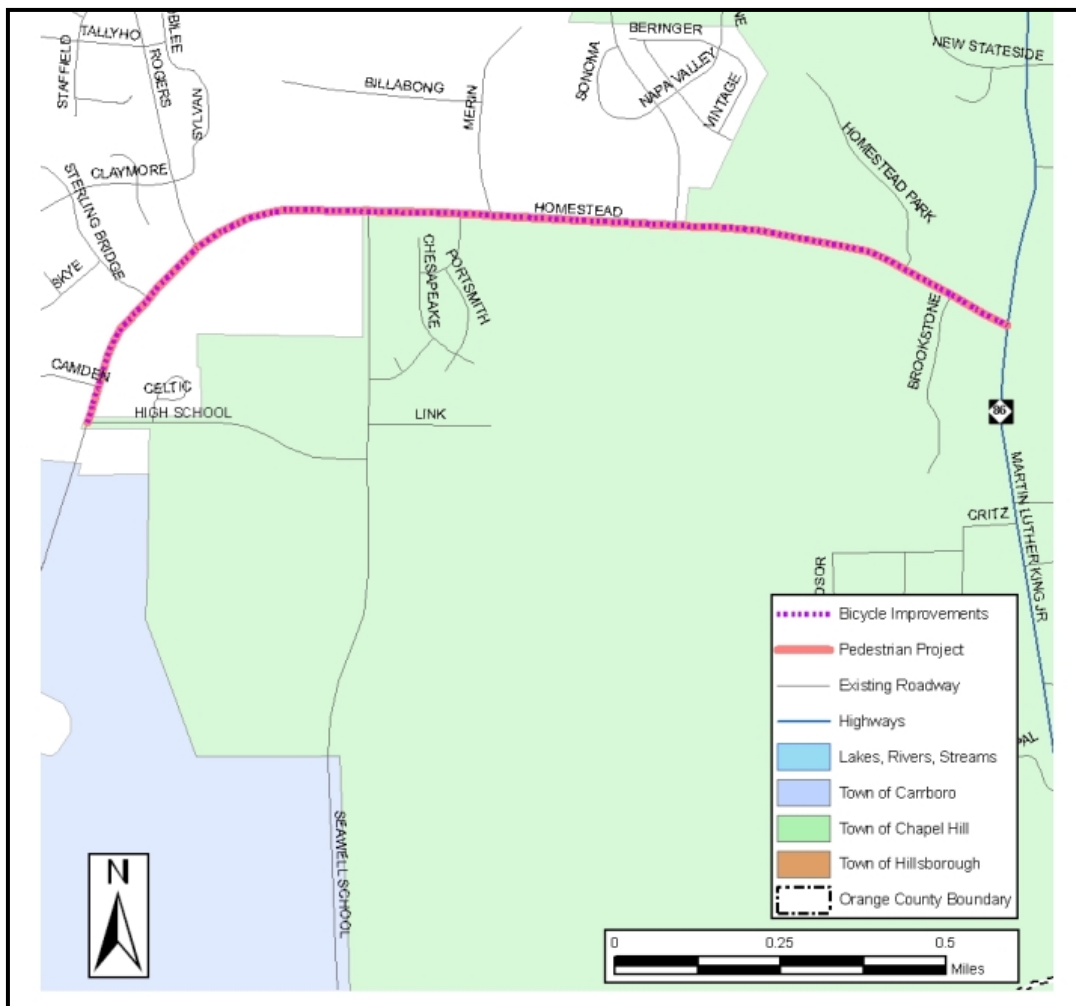 TALLYHO
STAFFIELD
ROGERS
SYLVAN
BILLABONG
MERIN
SONOMA
BERINGER
NAPA VALLEY
VINTAGE
NEW STATESIDE
HOMESTEAD PARK
CLAYMORE
STERLING BRIDGE
SKYE
HOMESTEAD
CHESAPEAKE
PORTSMITH
BROOKSTONE
CAMDEN
CELTIC
HIGH SCHOOL
LINK
86
MARTIN LUTHER KING JR
CRITZ
SEAWELL SCHOOL
Bicycle Improvements
Pedestrian Project
Existing Roadway
Highways
Lakes, Rivers, Streams
Town of Carrboro
Town of Chapel Hill
Town of Hillsborough
Orange County Boundary
N
0 0.25 0.5
Miles